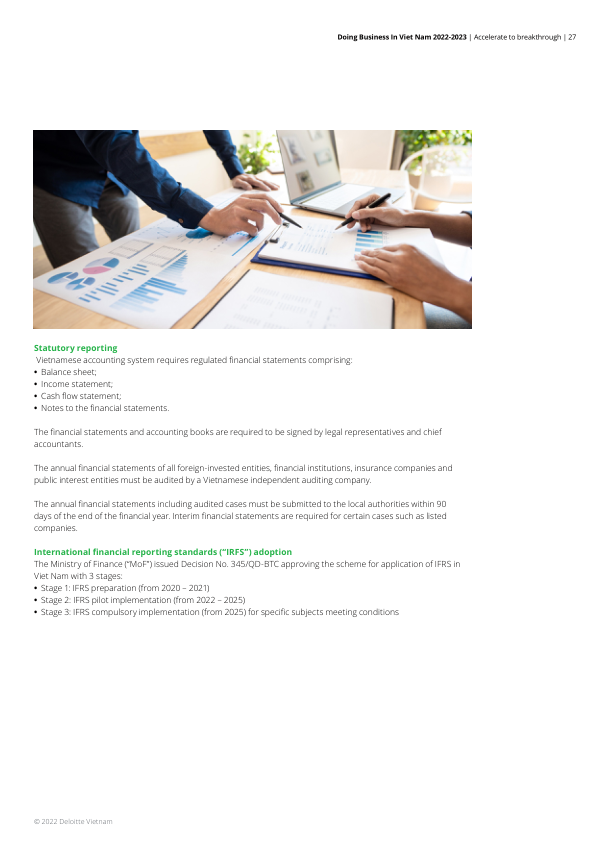 Doing Business In Viet Nam 2022-2023 | Accelerate to breakthrough | 27
Statutory reporting
Vietnamese accounting system requires regulated financial statements comprising:
• Balance sheet;
• Income statement;
• Cash flow statement;
• Notes to the financial statements.
The financial statements and accounting books are required to be signed by legal representatives and chief
accountants.
The annual financial statements of all foreign-invested entities, financial institutions, insurance companies and
public interest entities must be audited by a Vietnamese independent auditing company.
The annual financial statements including audited cases must be submitted to the local authorities within 90
days of the end of the financial year. Interim financial statements are required for certain cases such as listed
companies.
International financial reporting standards (“IRFS”) adoption
The Ministry of Finance (“MoF”) issued Decision No. 345/QD-BTC approving the scheme for application of IFRS in
Viet Nam with 3 stages:
• Stage 1: IFRS preparation (from 2020 – 2021)
• Stage 2: IFRS pilot implementation (from 2022 – 2025)
• Stage 3: IFRS compulsory implementation (from 2025) for specific subjects meeting conditions
© 2022 Deloitte Vietnam